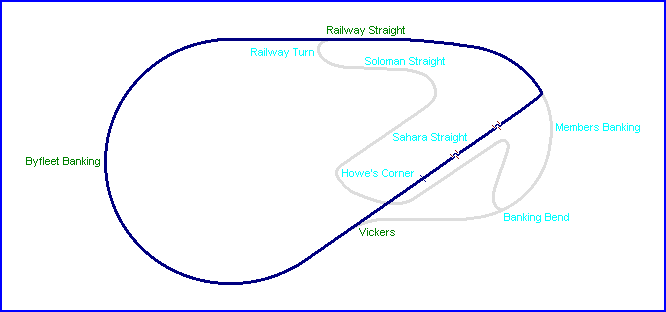 Railway Straight
Railway Turn
Soloman Straight
Members Banking
Sahara Straight
Byfleet Banking
Howe's Corner
Banking Bend
Vickers